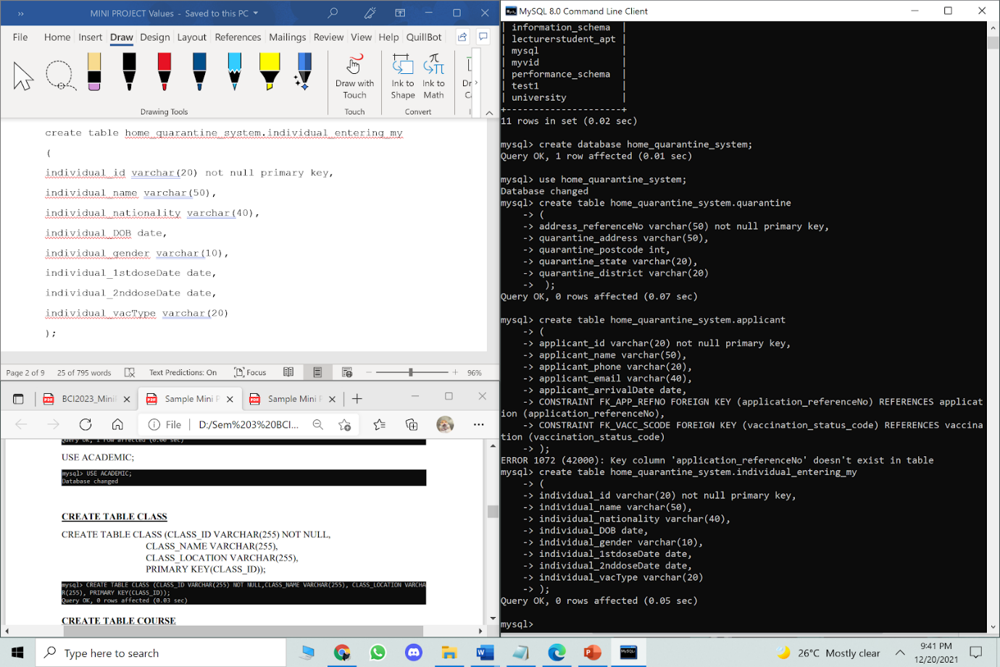 MINI PROJECT Values - Saved to this PC
File Home Insert Draw Design Layout References Mailings Review View Help QuillBot
Draw with Touch
Ink to Shape
Ink to Math
Drawing Tools
Touch
Convert
create table home_quarantine_system.individual_entering_my
(
individual_id varchar(20) not null primary key,
individual_name varchar(50),
individual_nationality varchar(40),
individual_DOB date,
individual_gender varchar(10),
individual_1stdoseDate date,
individual_2nddoseDate date,
individual_vacType varchar(20)
);
Page 2 of 9 25 of 795 words Text Predictions: On Focus 96%
BCI2023_Mini Sample Mini P Sample Mini P
File D:/Sem%203%20BCI...
Query OK, 1 row affected (0.00 sec)
USE ACADEMIC;
mysql> USE ACADEMIC;
Database changed
CREATE TABLE CLASS
CREATE TABLE CLASS (CLASS_ID VARCHAR(255) NOT NULL,
CLASS_NAME VARCHAR(255),
CLASS_LOCATION VARCHAR(255),
PRIMARY KEY(CLASS_ID));
mysql> CREATE TABLE CLASS (CLASS_ID VARCHAR(255) NOT NULL,CLASS_NAME VARCHAR(255), CLASS_LOCATION VARCHA
R(255), PRIMARY KEY(CLASS_ID));
Query OK, 0 rows affected (0.03 sec)
CREATE TABLE COURSE
MySQL 8.0 Command Line Client
| information_schema |
| lecturerstudent_apt |
| mysql |
| myvid |
| performance_schema |
| test1 |
| university |
+---------------------+
11 rows in set (0.02 sec)
mysql> create database home_quarantine_system;
Query OK, 1 row affected (0.01 sec)
mysql> use home_quarantine_system;
Database changed
mysql> create table home_quarantine_system.quarantine
-> (
-> address_referenceNo varchar(50) not null primary key,
-> quarantine_address varchar(50),
-> quarantine_postcode int,
-> quarantine_state varchar(20),
-> quarantine_district varchar(20)
-> );
Query OK, 0 rows affected (0.07 sec)
mysql> create table home_quarantine_system.applicant
-> (
-> applicant_id varchar(20) not null primary key,
-> applicant_name varchar(50),
-> applicant_phone varchar(20),
-> applicant_email varchar(40),
-> applicant_arrivalDate date,
-> CONSTRAINT FK_APP_REFNO FOREIGN KEY (application_referenceNo) REFERENCES applicat
ion (application_referenceNo),
-> CONSTRAINT FK_VACC_SCODE FOREIGN KEY (vaccination_status_code) REFERENCES vaccina
tion (vaccination_status_code)
-> );
ERROR 1072 (42000): Key column 'application_referenceNo' doesn't exist in table
mysql> create table home_quarantine_system.individual_entering_my
-> (
-> individual_id varchar(20) not null primary key,
-> individual_name varchar(50),
-> individual_nationality varchar(40),
-> individual_DOB date,
-> individual_gender varchar(10),
-> individual_1stdoseDate date,
-> individual_2nddoseDate date,
-> individual_vacType varchar(20)
-> );
Query OK, 0 rows affected (0.05 sec)
mysql>
Type here to search
26°C Mostly clear
9:41 PM
12/20/2021